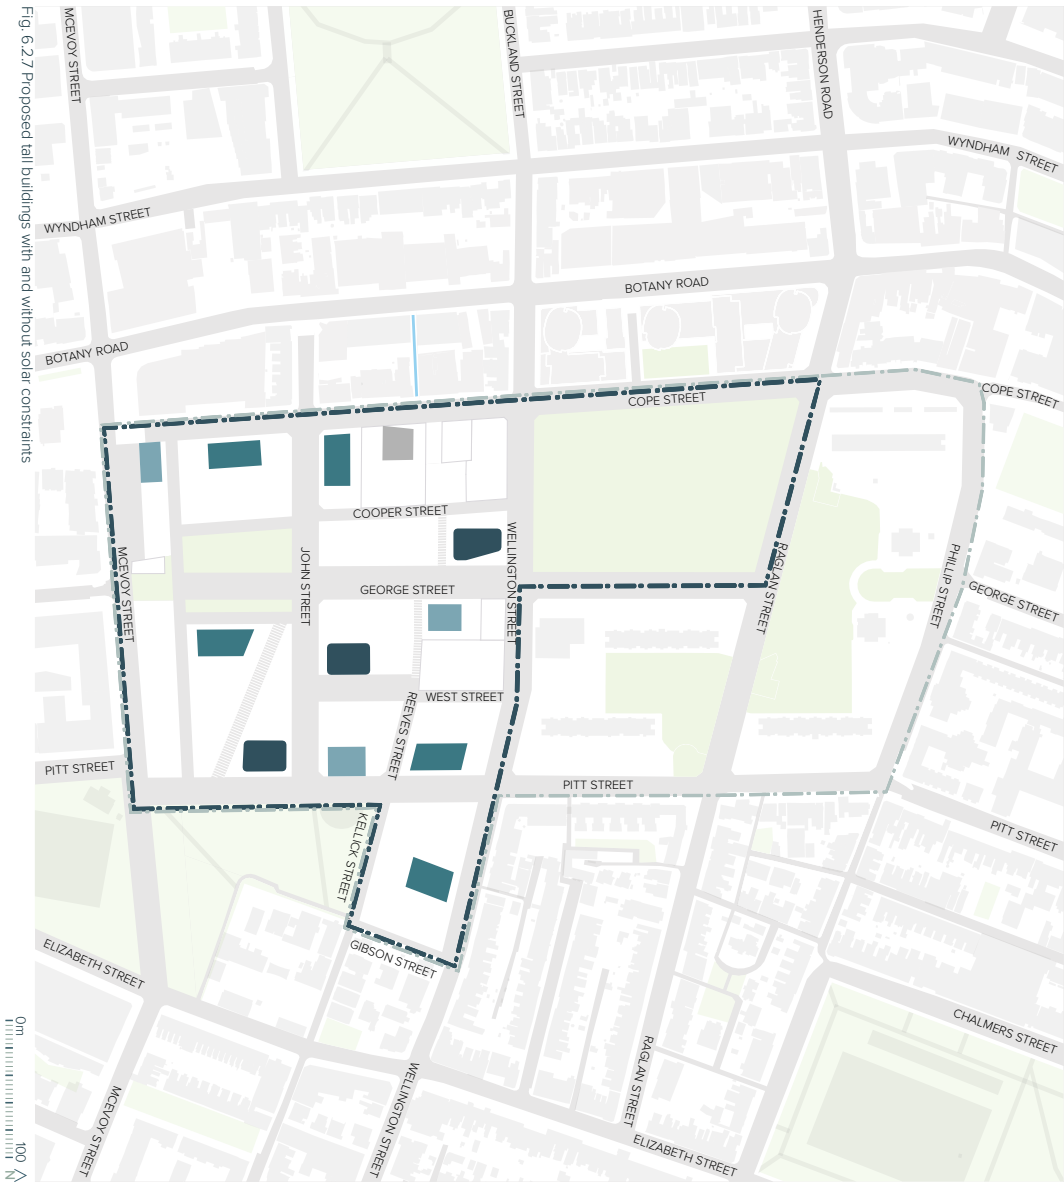 Fig. 6.2.7 Proposed tall buildings with and without solar constraints
MCEVOY STREET
BUCKLAND STREET
HENDERSON ROAD
WYNDHAM STREET
WYNDHAM STREET
BOTANY ROAD
BOTANY ROAD
COPE STREET
COPE STREET
COOPER STREET
MCEVOY STREET
JOHN STREET
WELLINGTON STREET
RAGLAN STREET
PHILLIP STREET
GEORGE STREET
GEORGE STREET
WEST STREET
REEVES STREET
PITT STREET
PITT STREET
PITT STREET
KELLICK STREET
GIBSON STREET
ELIZABETH STREET
CHALMERS STREET
MCEVOY STREET
WELLINGTON STREET
RAGLAN STREET
ELIZABETH STREET
0m
100
N